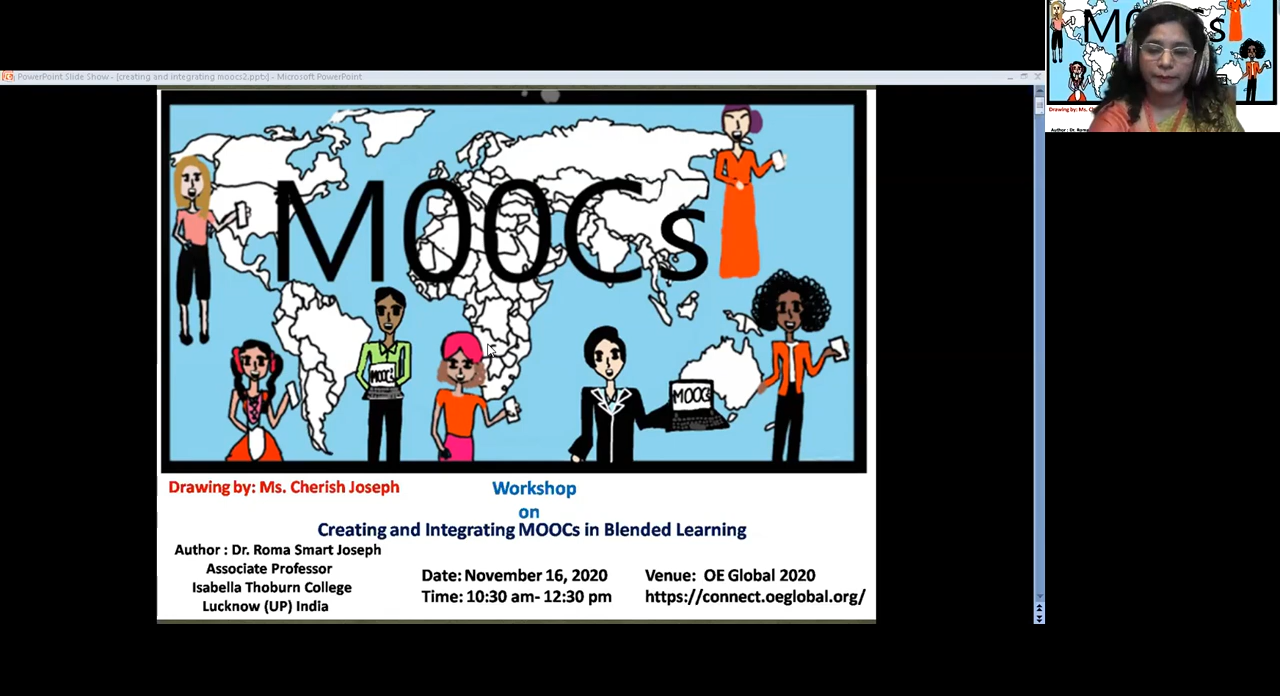 PowerPoint Slide Show - [creating and integrating moocs2.pptx] - Microsoft PowerPoint
M00Cs
MOOC
MOOCs
Drawing by: Ms. Cherish Joseph
Workshop
on
Creating and Integrating MOOCs in Blended Learning
Author : Dr. Roma Smart Joseph
Associate Professor
Isabella Thoburn College
Lucknow (UP) India
Date: November 16, 2020
Time: 10:30 am- 12:30 pm
Venue: OE Global 2020
https://connect.oeglobal.org/